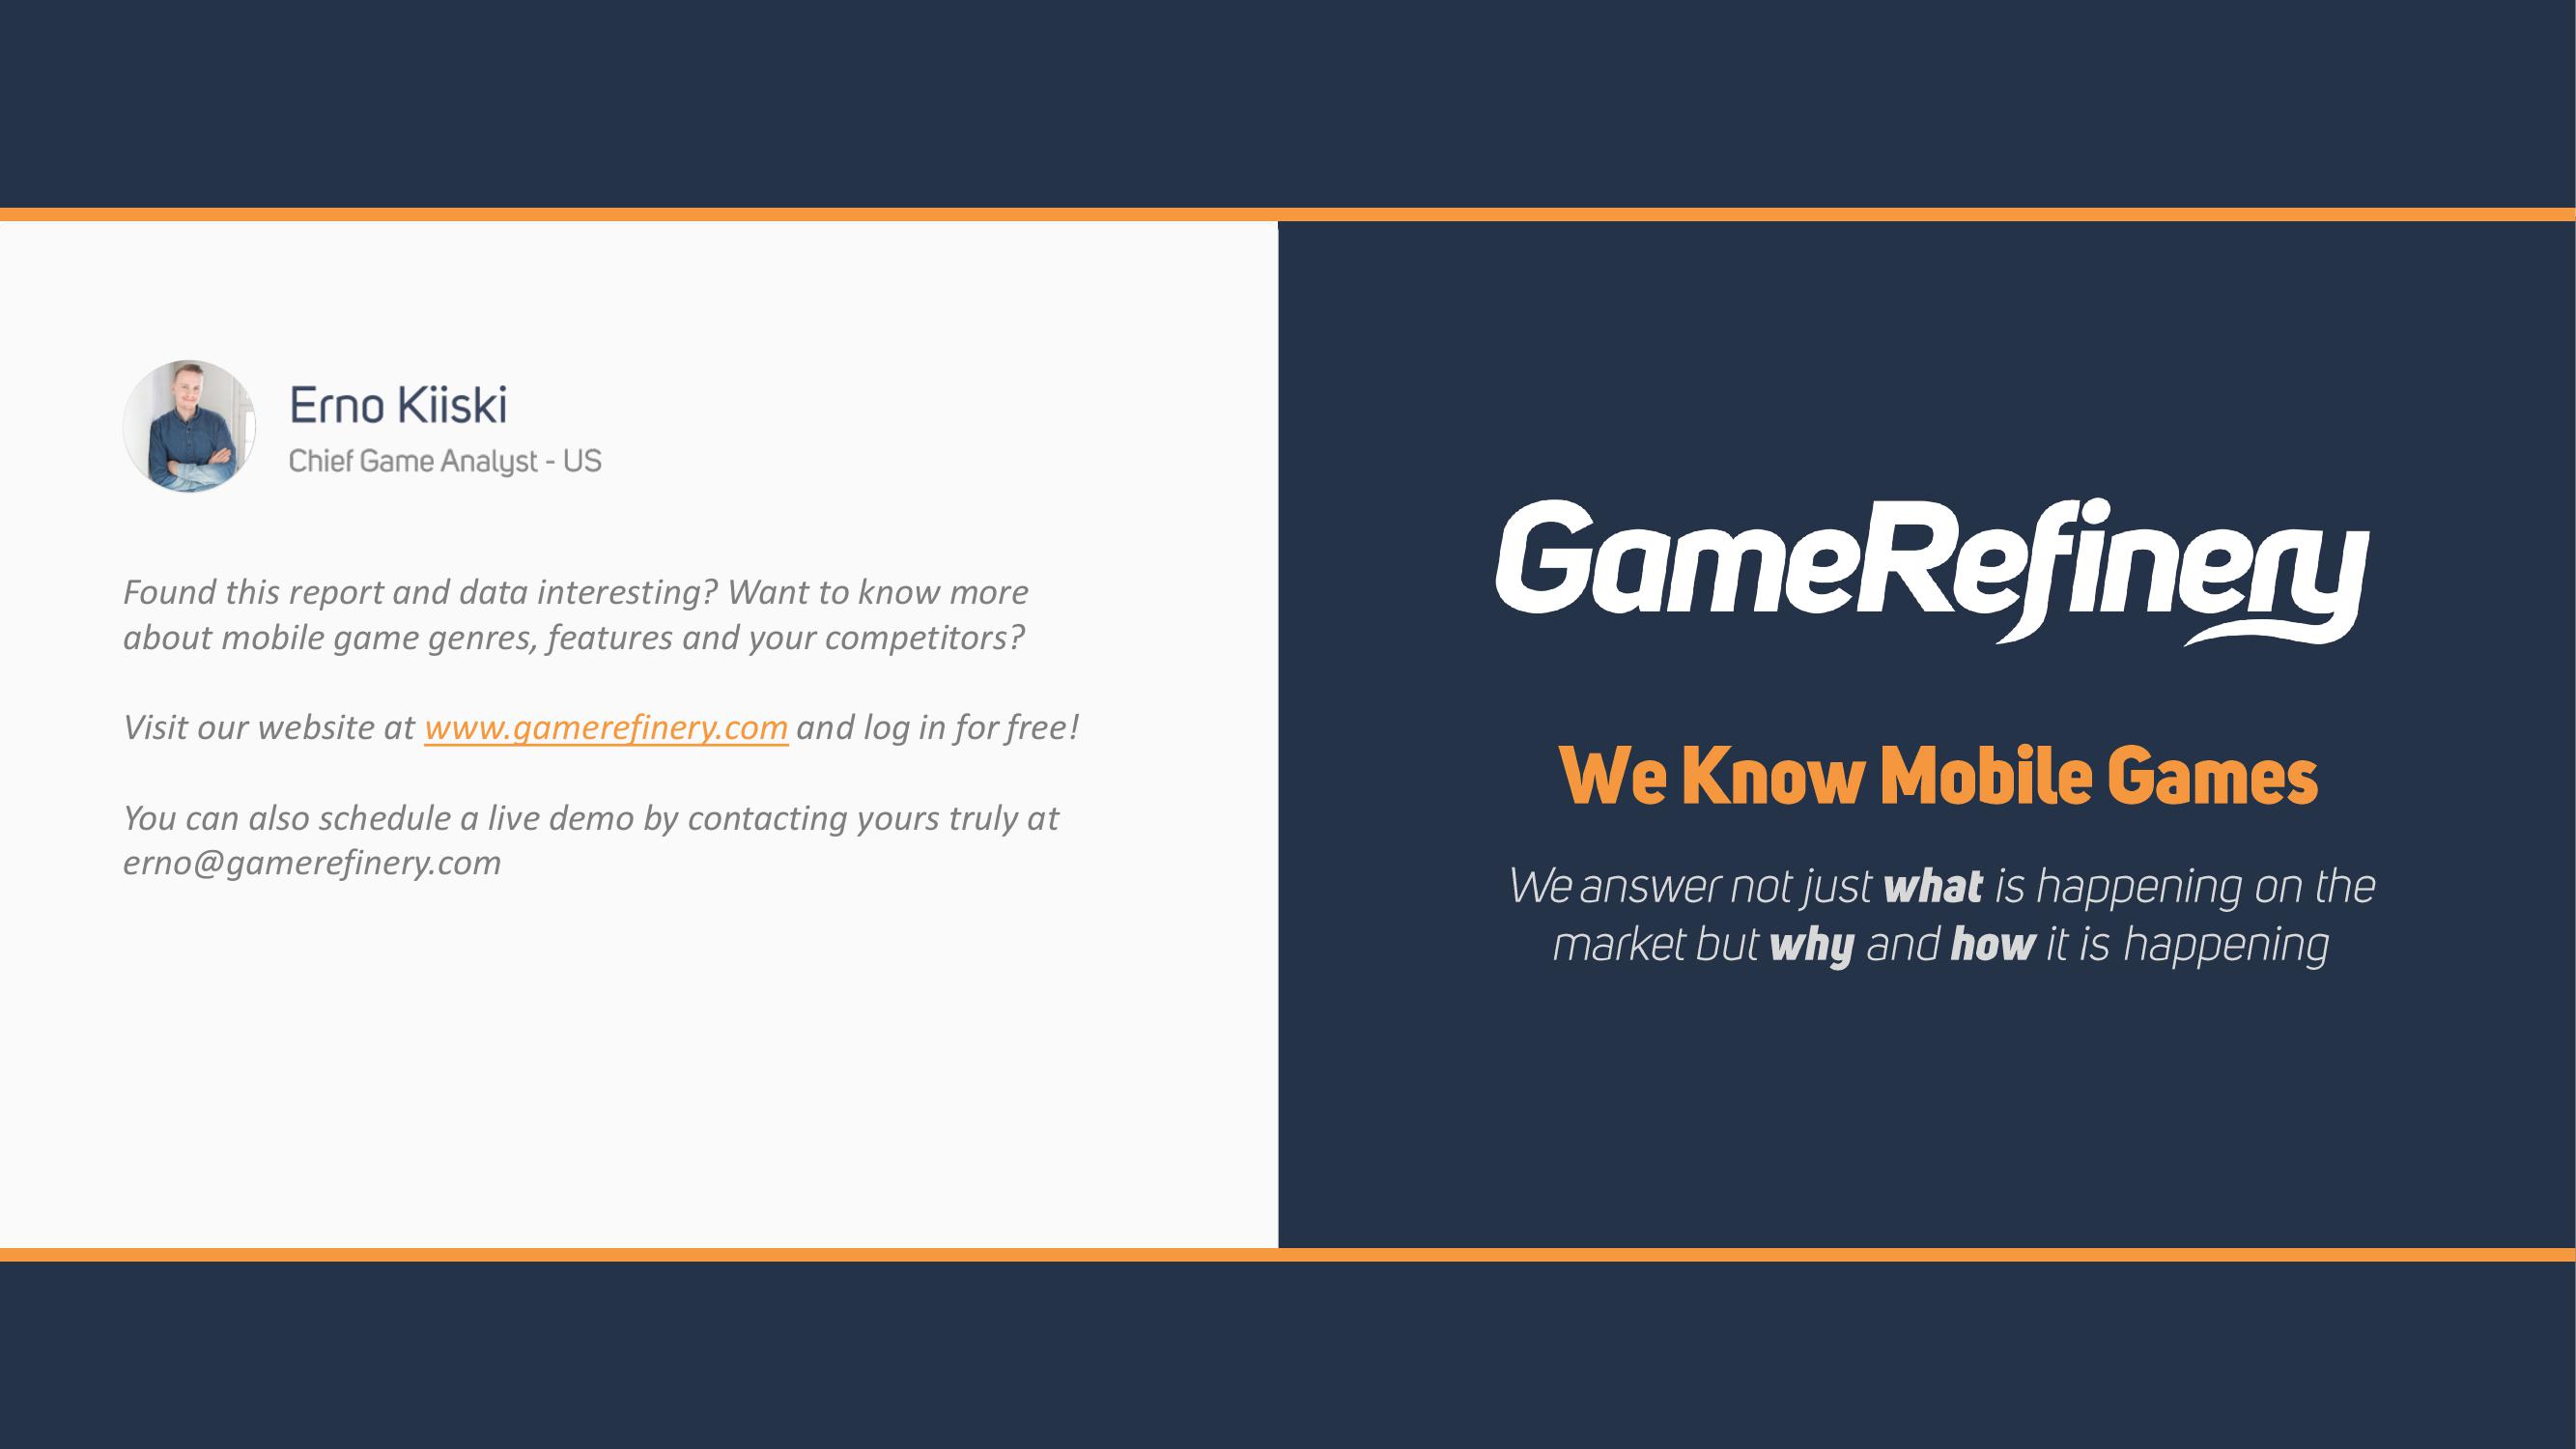 Erno Kiiski
Chief Game Analyst - US
Found this report and data interesting? Want to know more
about mobile game genres, features and your competitors?
Visit our website at www.gamerefinery.com and log in for free!
You can also schedule a live demo by contacting yours truly at
erno@gamerefinery.com
GameRefinery
We Know Mobile Games
We answer not just what is happening on the
market but why and how it is happening